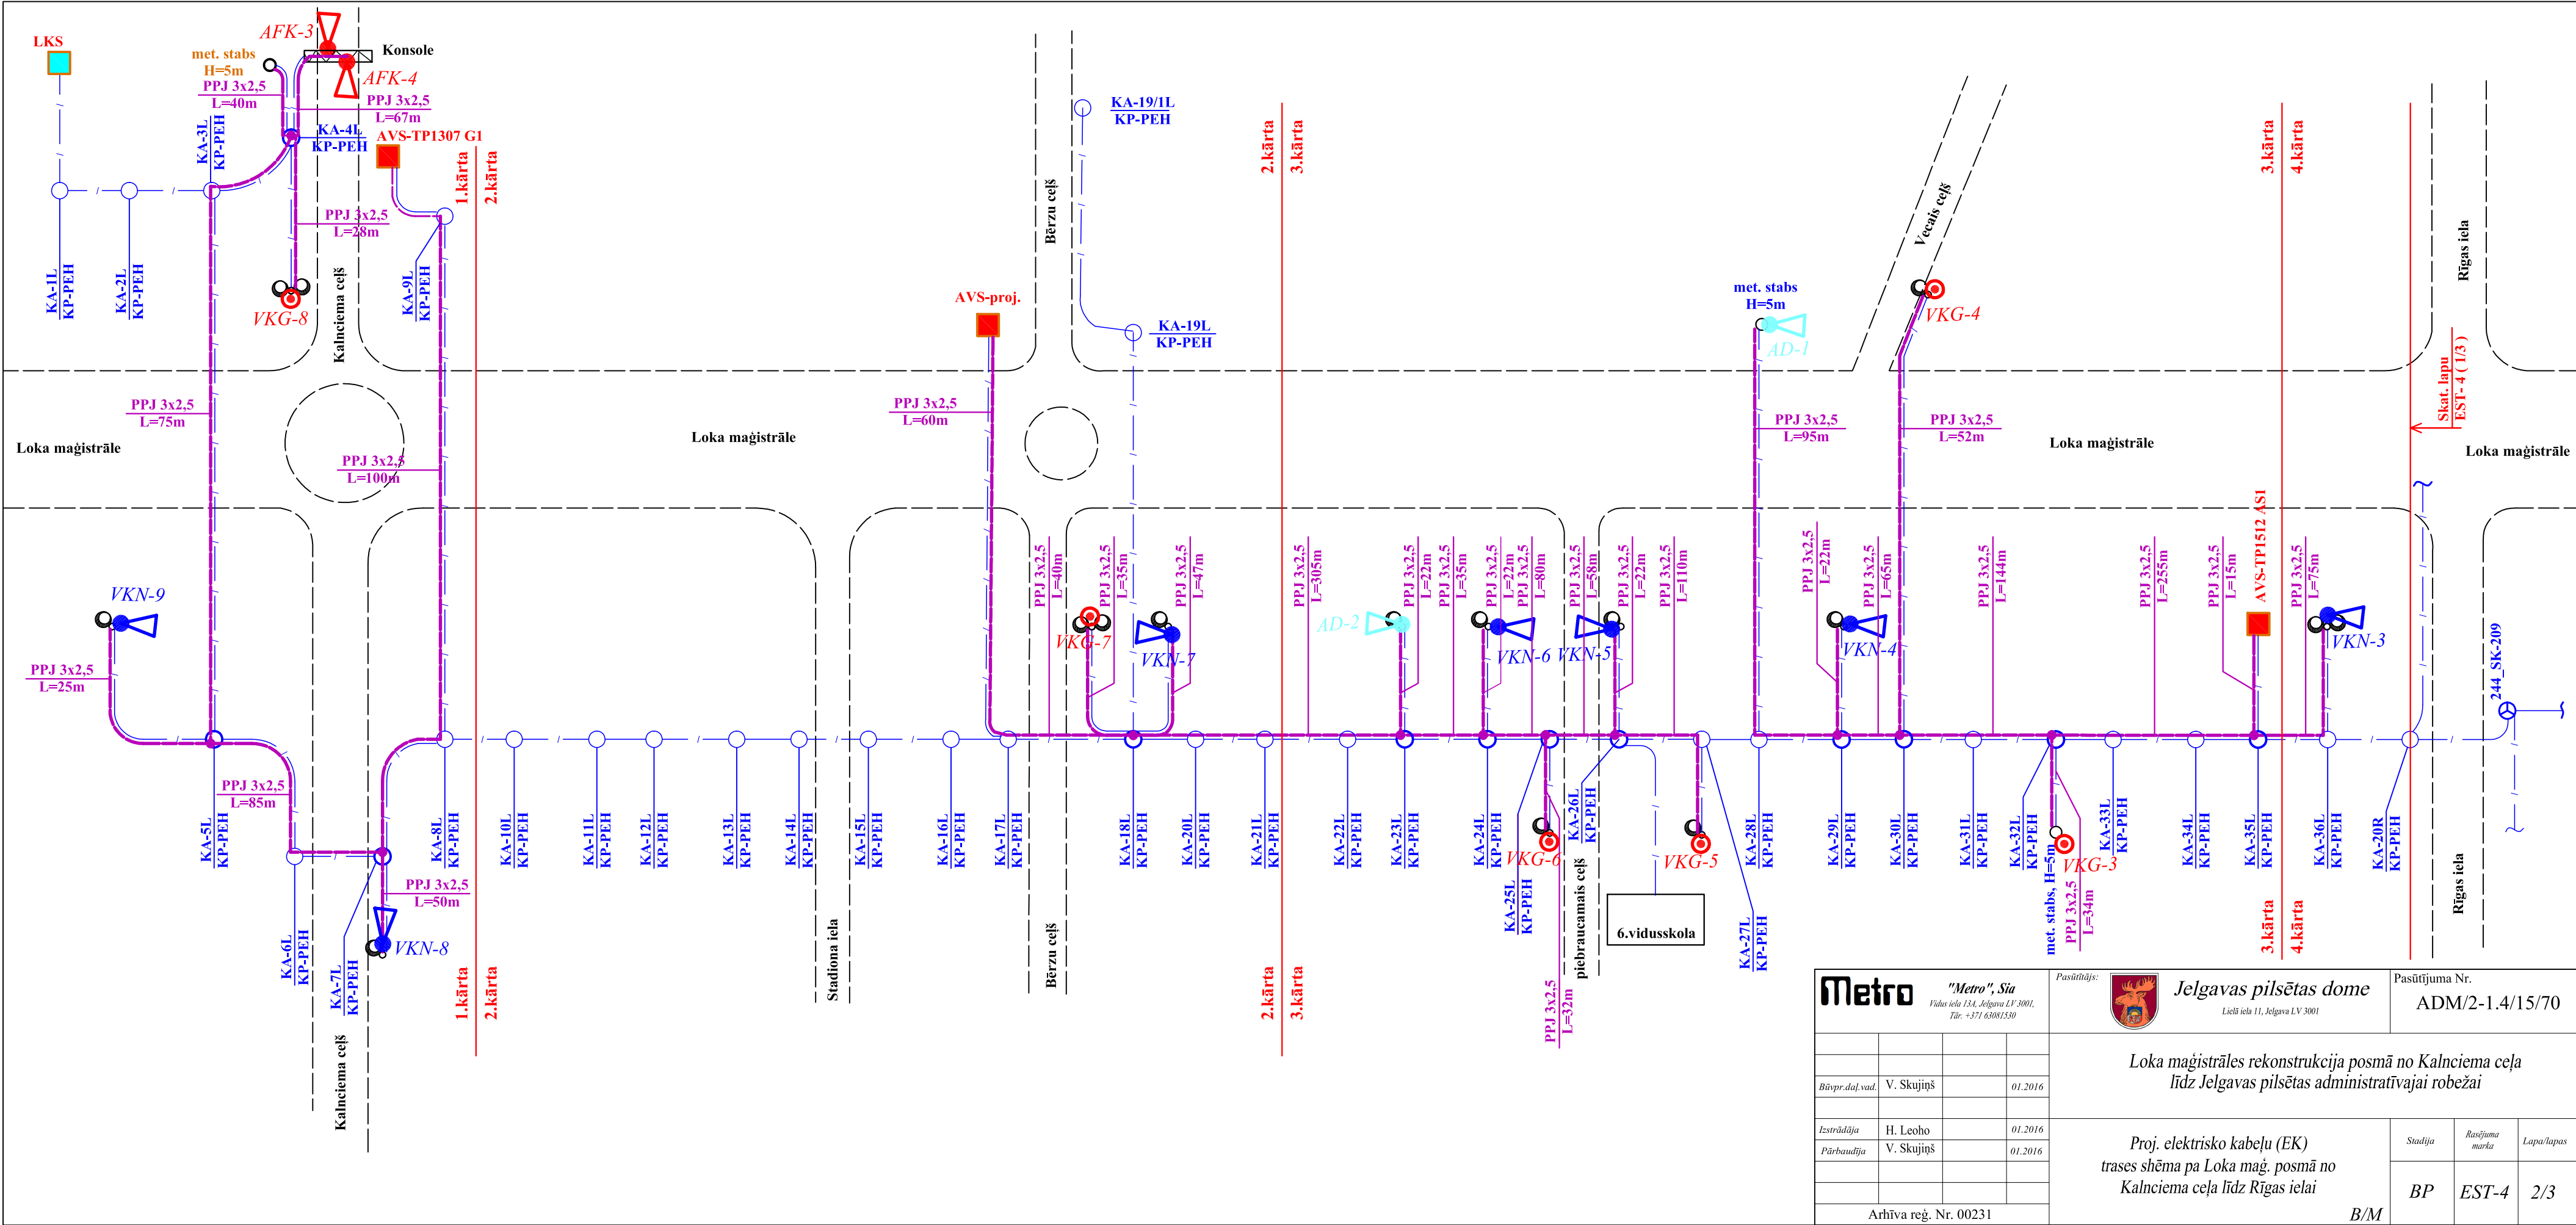 LKS
met. stabs
H=5m
AFK-3
Konsole
AFK-4
PPJ 3x2,5
L=40m
PPJ 3x2,5
L=67m
KA-3L
KP-PEH
KA-4L
KP-PEH
AVS-TP1307 G1
PPJ 3x2,5
L=28m
KA-1L
KP-PEH
KA-2L
KP-PEH
VKG-8
Kalnciema ceļš
KA-9L
KP-PEH
1.kārta
2.kārta
Bērzu ceļš
KA-19/1L
KP-PEH
KA-19L
KP-PEH
AVS-proj.
2.kārta
3.kārta
met. stabs
H=5m
AD-1
Vecais ceļš
VKG-4
3.kārta
4.kārta
Rīgas iela
Skat. lapu
EST- 4 ( 1/3 )
PPJ 3x2,5
L=75m
PPJ 3x2,5
L=100m
PPJ 3x2,5
L=60m
PPJ 3x2,5
L=95m
PPJ 3x2,5
L=52m
Loka maģistrāle
Loka maģistrāle
Loka maģistrāle
Loka maģistrāle
VKN-9
PPJ 3x2,5
L=25m
PPJ 3x2,5
L=40m
PPJ 3x2,5
L=35m
PPJ 3x2,5
L=47m
PPJ 3x2,5
L=305m
PPJ 3x2,5
L=22m
PPJ 3x2,5
L=35m
PPJ 3x2,5
L=22m
PPJ 3x2,5
L=80m
PPJ 3x2,5
L=58m
PPJ 3x2,5
L=22m
PPJ 3x2,5
L=110m
PPJ 3x2,5
L=22m
PPJ 3x2,5
L=65m
PPJ 3x2,5
L=144m
PPJ 3x2,5
L=255m
PPJ 3x2,5
L=15m
AVS-TP1512 AS1
PPJ 3x2,5
L=75m
VKG-7
VKN-7
AD-2
VKN-6
VKN-5
VKN-4
VKN-3
244_SK-209
PPJ 3x2,5
L=85m
KA-5L
KP-PEH
KA-8L
KP-PEH
KA-10L
KP-PEH
KA-11L
KP-PEH
KA-12L
KP-PEH
KA-13L
KP-PEH
KA-14L
KP-PEH
KA-15L
KP-PEH
KA-16L
KP-PEH
KA-17L
KP-PEH
KA-18L
KP-PEH
KA-20L
KP-PEH
KA-21L
KP-PEH
KA-22L
KP-PEH
KA-23L
KP-PEH
KA-24L
KP-PEH
KA-25L
KP-PEH
VKG-6
KA-26L
KP-PEH
VKG-5
KA-27L
KP-PEH
KA-28L
KP-PEH
KA-29L
KP-PEH
KA-30L
KP-PEH
KA-31L
KP-PEH
KA-32L
KP-PEH
met. stabs, H=5m
VKG-3
PPJ 3x2,5
L=34m
KA-33L
KP-PEH
KA-34L
KP-PEH
KA-35L
KP-PEH
KA-36L
KP-PEH
KA-20R
KP-PEH
PPJ 3x2,5
L=50m
VKN-8
KA-6L
KP-PEH
KA-7L
KP-PEH
Kalnciema ceļš
1.kārta
2.kārta
Stadiona iela
Bērzu ceļš
2.kārta
3.kārta
PPJ 3x2,5
L=32m
piebraucamais ceļš
6.vidusskola
3.kārta
4.kārta
Rīgas iela
Metro
"Metro", Sia
Vidus iela 13A, Jelgava LV 3001,
Tār. +371 63081530
Pasūtītājs:
Jelgavas pilsētas dome
Lielā iela 11, Jelgava LV 3001
Pasūtījuma Nr.
ADM/2-1.4/15/70
Loka maģistrāles rekonstrukcija posmā no Kalnciema ceļa
līdz Jelgavas pilsētas administratīvajai robežai
Būvpr.daļ.vad. V. Skujiņš 01.2016
Izstrādāja H. Leoho 01.2016
Pārbaudīja V. Skujiņš 01.2016
Arhīva reģ. Nr. 00231
Proj. elektrisko kabeļu (EK)
trases shēma pa Loka maģ. posmā no
Kalnciema ceļa līdz Rīgas ielai
B/M
Stadija
Rasējuma
marka
Lapa/lapas
BP
EST-4
2/3